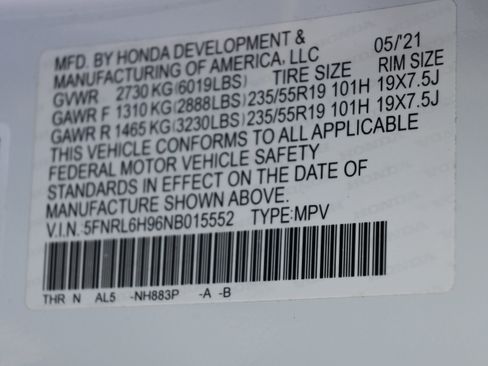 MFD. BY HONDA DEVELOPMENT & 05/'21
MANUFACTURING OF AMERICA, LLC
GVWR 2730 KG (6019LBS) TIRE SIZE RIM SIZE
GAWR F 1310 KG (2888LBS) 235/55R19 101H 19X7.5J
GAWR R 1465 KG (3230LBS) 235/55R19 101H 19X7.5J
THIS VEHICLE CONFORMS TO ALL APPLICABLE
FEDERAL MOTOR VEHICLE SAFETY
STANDARDS IN EFFECT ON THE DATE OF
MANUFACTURE SHOWN ABOVE.
V.I.N. 5FNRL6H96NB015552 TYPE:MPV
THR N AL5 -NH883P -A -B